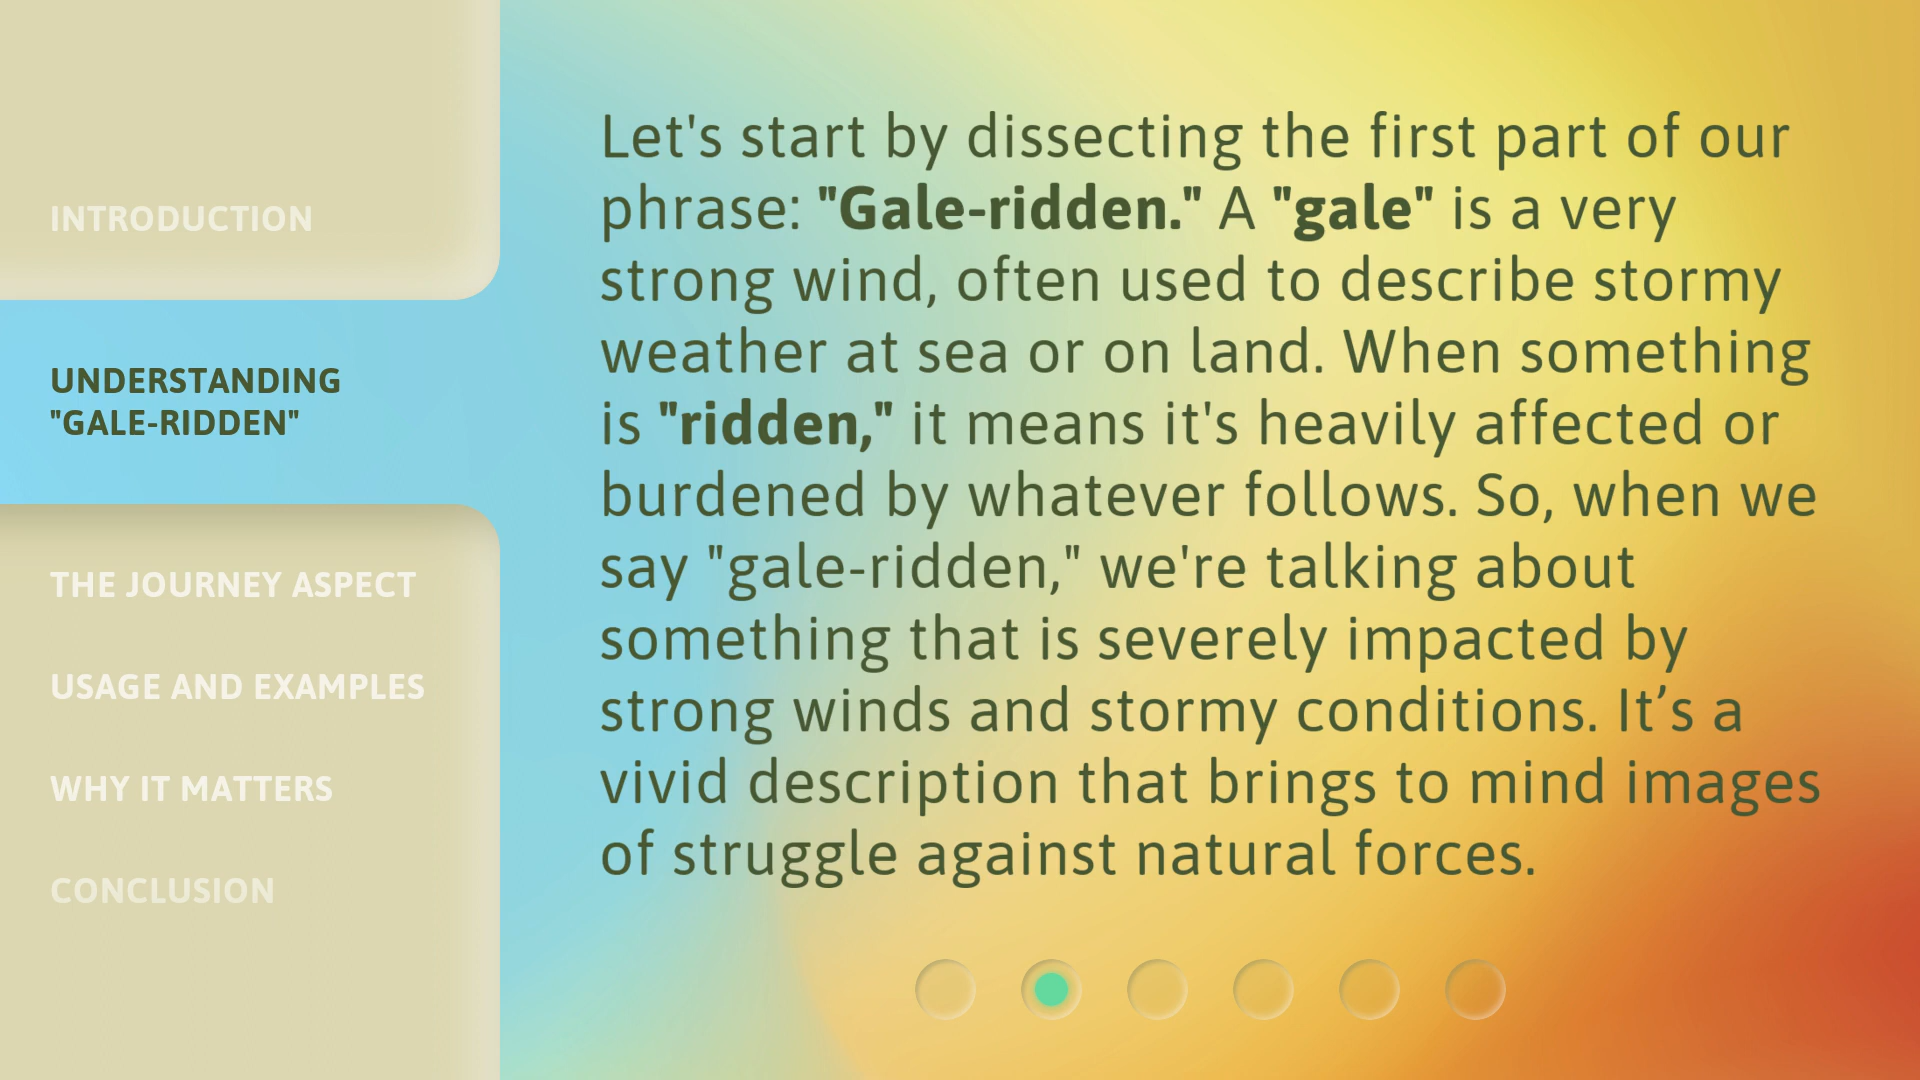 INTRODUCTION
UNDERSTANDING
"GALE-RIDDEN"
THE JOURNEY ASPECT
USAGE AND EXAMPLES
WHY IT MATTERS
CONCLUSION
Let's start by dissecting the first part of our
phrase: "Gale-ridden." A "gale" is a very
strong wind, often used to describe stormy
weather at sea or on land. When something
is "ridden," it means it's heavily affected or
burdened by whatever follows. So, when we
say "gale-ridden," we're talking about
something that is severely impacted by
strong winds and stormy conditions. It’s a
vivid description that brings to mind images
of struggle against natural forces.